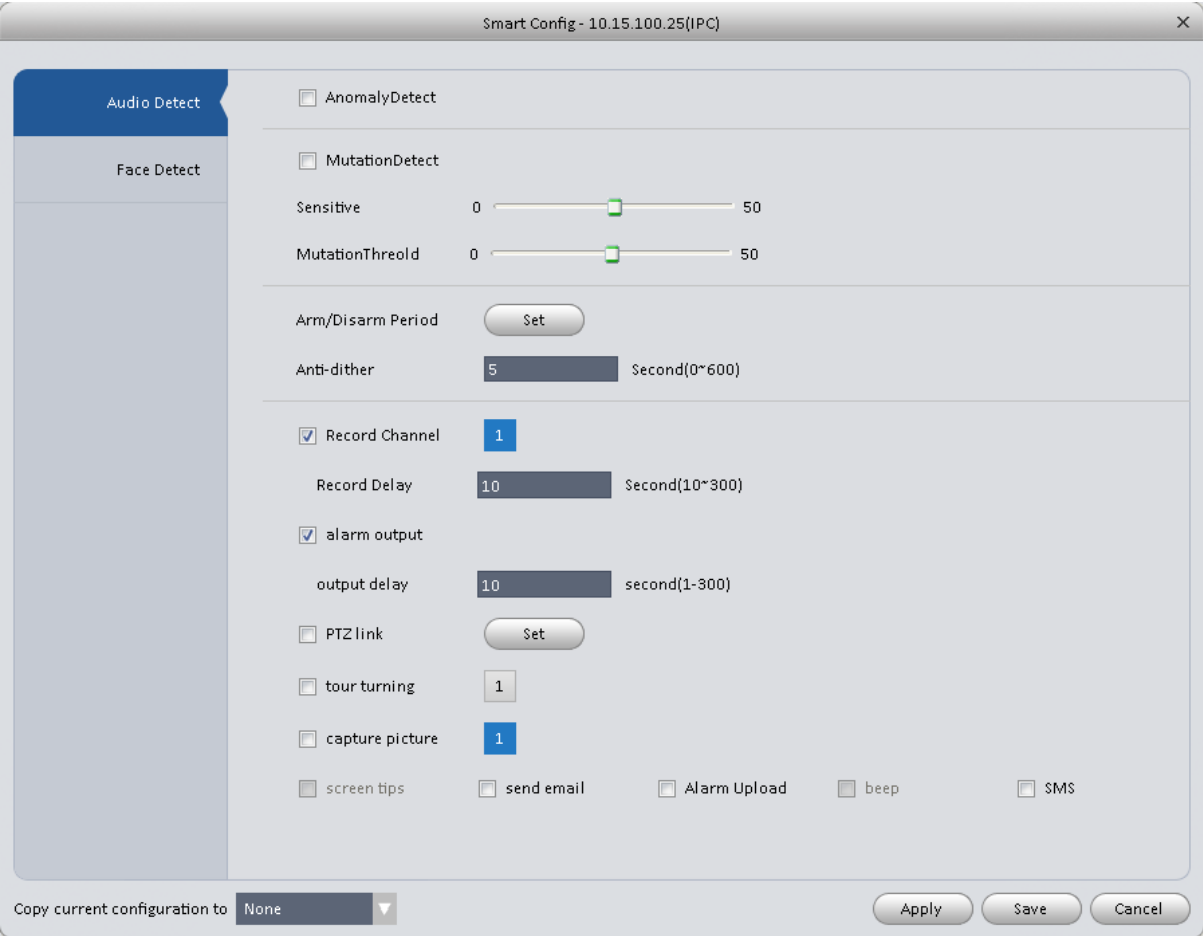 Smart Config - 10.15.100.25(IPC)
Audio Detect
Face Detect
AnomalyDetect
MutationDetect
Sensitive 0 50
MutationThreold 0 50
Arm/Disarm Period Set
Anti-dither 5 Second(0~600)
Record Channel 1
Record Delay 10 Second(10~300)
alarm output
output delay 10 second(1-300)
PTZ link Set
tour turning 1
capture picture 1
screen tips send email Alarm Upload beep SMS
Copy current configuration to None Apply Save Cancel